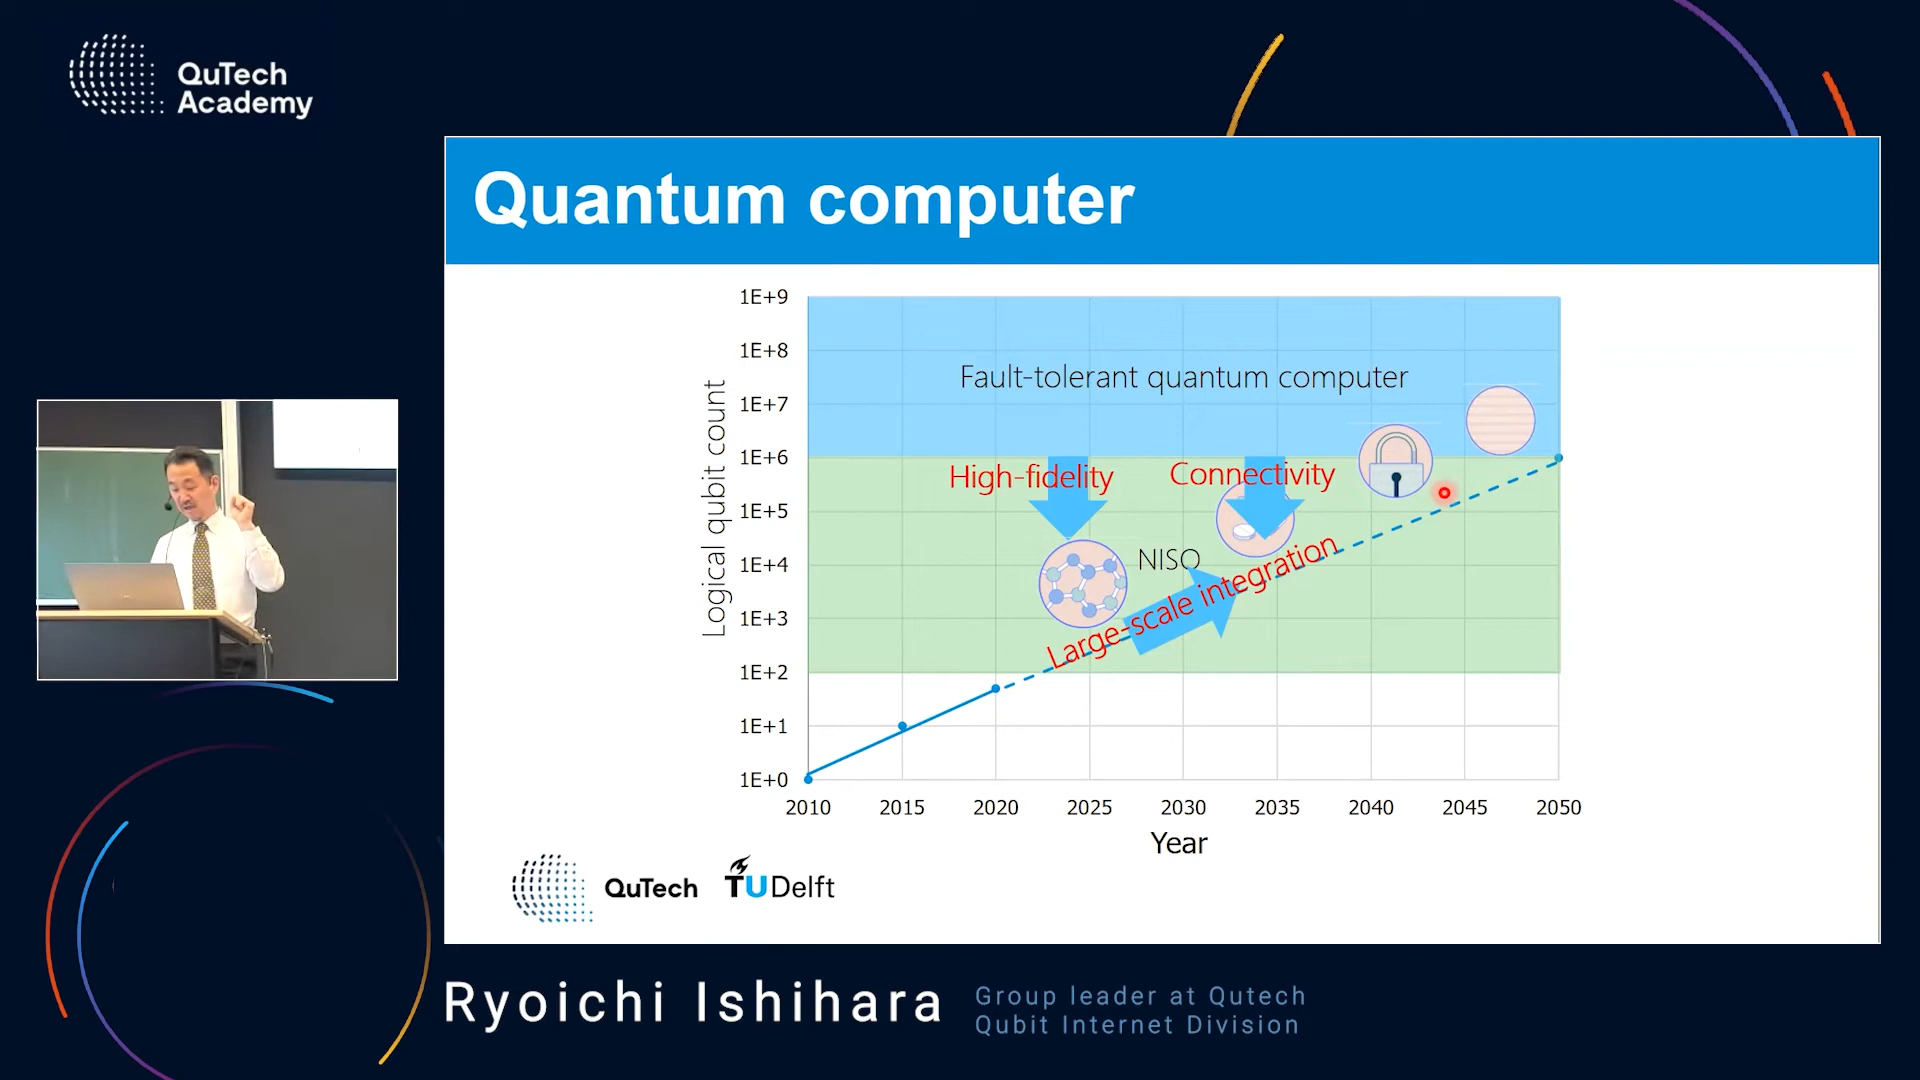 QuTech
Academy
Quantum computer
1E+9
1E+8
1E+7
1E+6
1E+5
1E+4
1E+3
1E+2
1E+1
1E+0
Logical qubit count
Fault-tolerant quantum computer
High-fidelity
Connectivity
NISQ
Large-scale integration
2010 2015 2020 2025 2030 2035 2040 2045 2050
Year
QuTech TUDelft
Ryoichi Ishihara
Group leader at Qutech
Qubit Internet Division